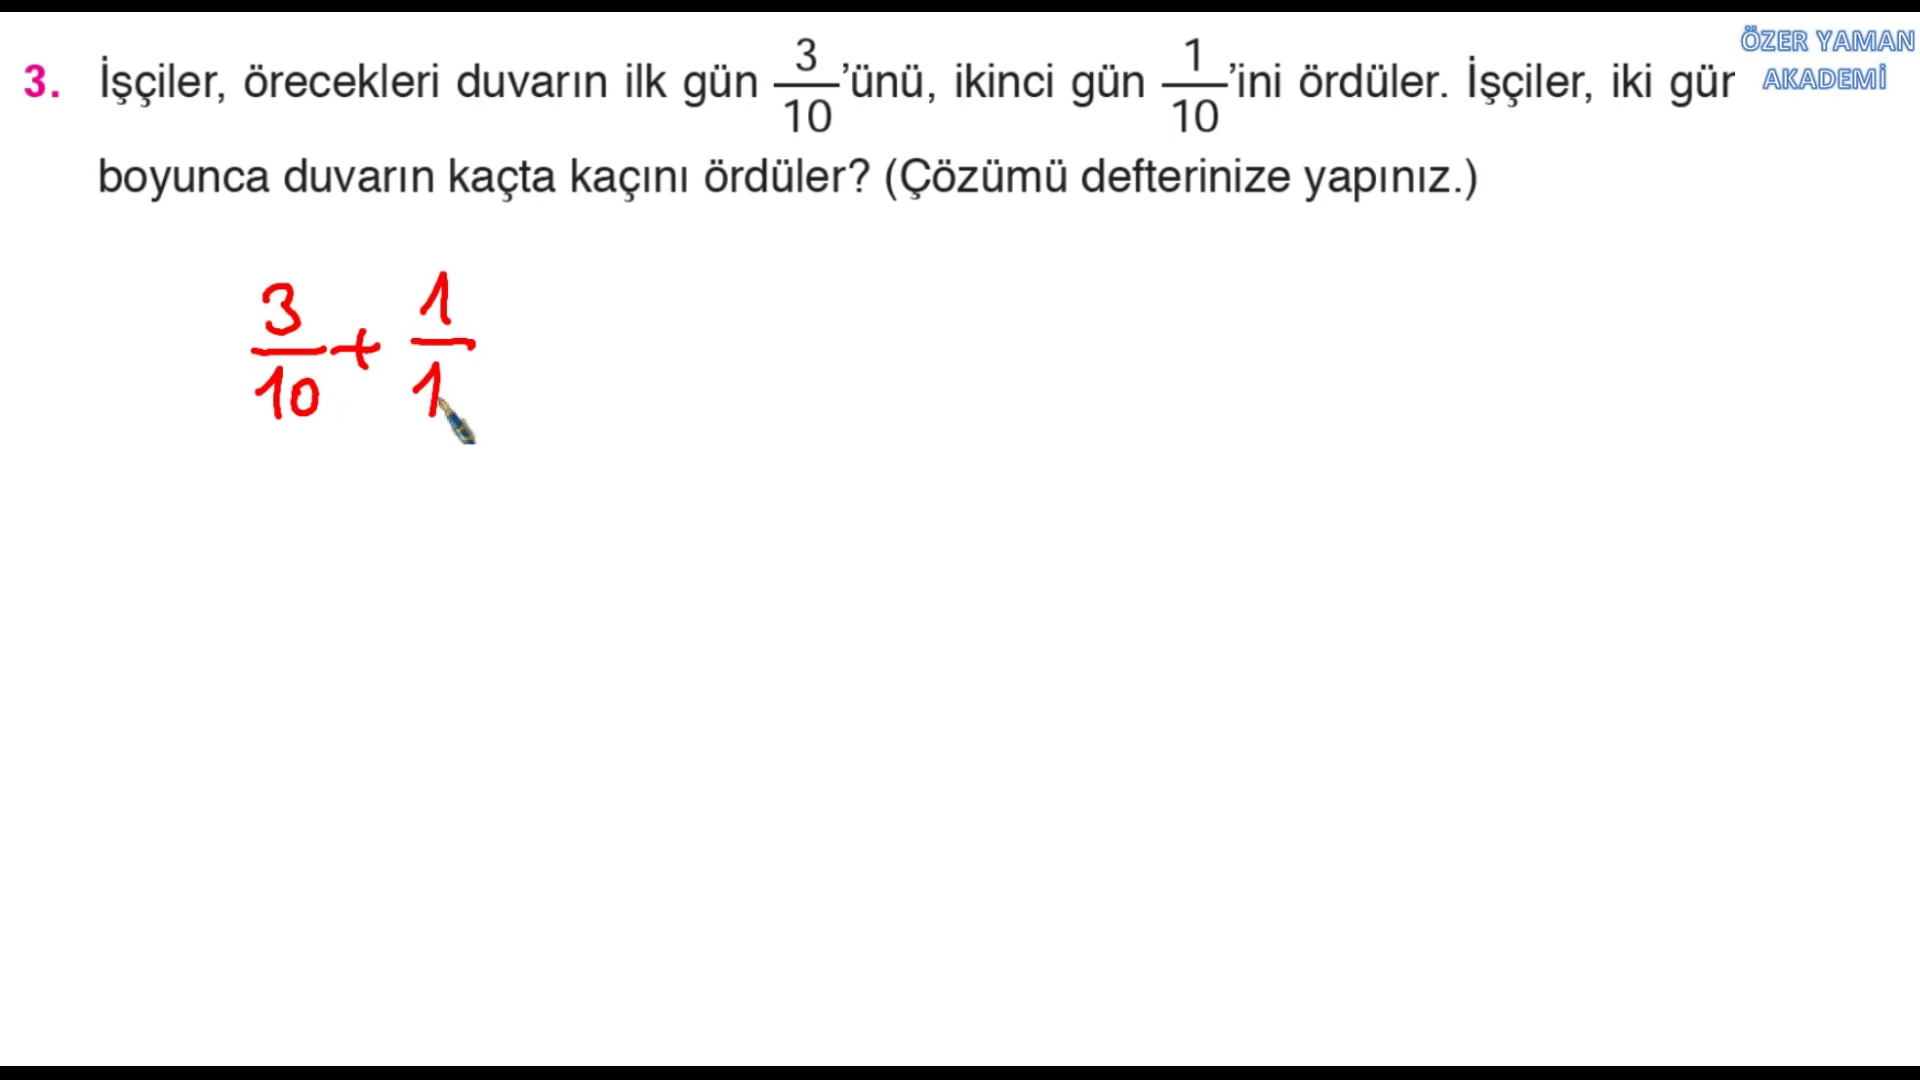 3. İşçiler, örecekleri duvarın ilk gün 3/10'ünü, ikinci gün 1/10'ini ördüler. İşçiler, iki gür
boyunca duvarın kaçta kaçını ördüler? (Çözümü defterinize yapınız.)
ÖZER YAMAN
AKADEMİ
3/10 + 1/1